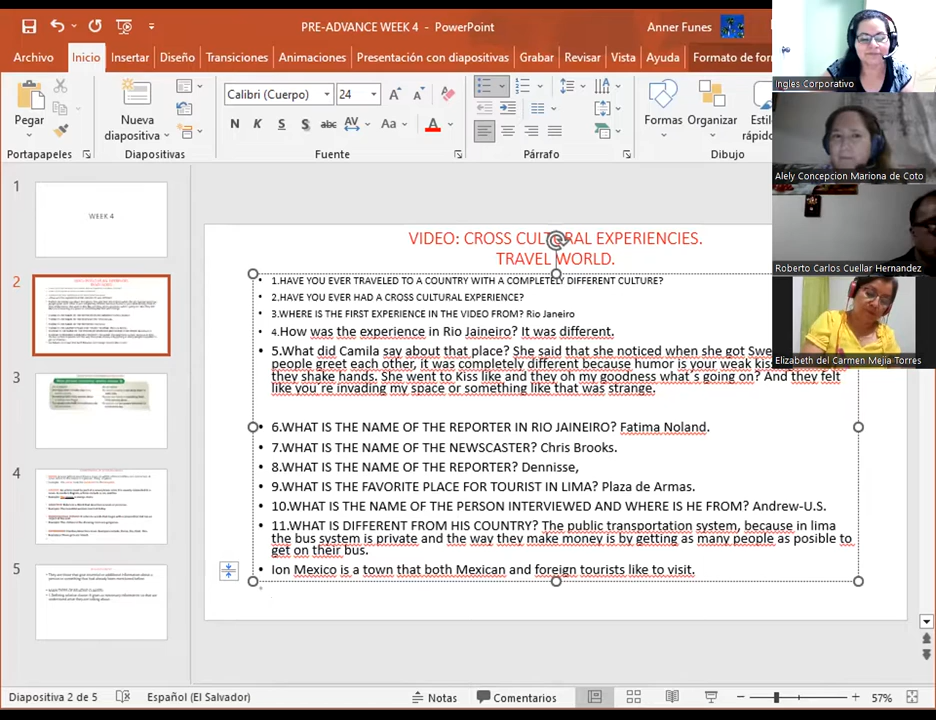 PRE-ADVANCE WEEK 4 - PowerPoint
Anner Funes
Archivo
Inicio
Insertar
Diseño
Transiciones
Animaciones
Presentación con diapositivas
Grabar
Revisar
Vista
Ayuda
Formato de for
Pegar
Nueva
diapositiva
Calibri (Cuerpo)
24
N
K
S
S
abc
AV
Aa
A
Formas
Organizar
Estilo
rápido
Portapapeles
Diapositivas
Fuente
Párrafo
Dibujo
Ingles Corporativo
Alely Concepcion Mariona de Coto
Roberto Carlos Cuellar Hernandez
Elizabeth del Carmen Mejia Torres
1
WEEK 4
2
3
4
5
VIDEO: CROSS CULTURAL EXPERIENCES.
TRAVEL WORLD.
• 1.HAVE YOU EVER TRAVELED TO A COUNTRY WITH A COMPLETELY DIFFERENT CULTURE?
• 2.HAVE YOU EVER HAD A CROSS CULTURAL EXPERIENCE?
• 3.WHERE IS THE FIRST EXPERIENCE IN THE VIDEO FROM? Rio Janeiro
• 4.How was the experience in Rio Jaineiro? It was different.
• 5.What did Camila say about that place? She said that she noticed when she got Swe
people greet each other, it was completely different because humor is your weak kis
they shake hands. She went to Kiss like and they oh my goodness what´s going on? And they felt
like you´re invading my space or something like that was strange.
• 6.WHAT IS THE NAME OF THE REPORTER IN RIO JAINEIRO? Fatima Noland.
• 7.WHAT IS THE NAME OF THE NEWSCASTER? Chris Brooks.
• 8.WHAT IS THE NAME OF THE REPORTER? Dennisse,
• 9.WHAT IS THE FAVORITE PLACE FOR TOURIST IN LIMA? Plaza de Armas.
• 10.WHAT IS THE NAME OF THE PERSON INTERVIEWED AND WHERE IS HE FROM? Andrew-U.S.
• 11.WHAT IS DIFFERENT FROM HIS COUNTRY? The public transportation system, because in lima
the bus system is private and the way they make money is by getting as many people as posible to
get on their bus.
• Ion Mexico is a town that both Mexican and foreign tourists like to visit.
Diapositiva 2 de 5
Español (El Salvador)
Notas
Comentarios
57%